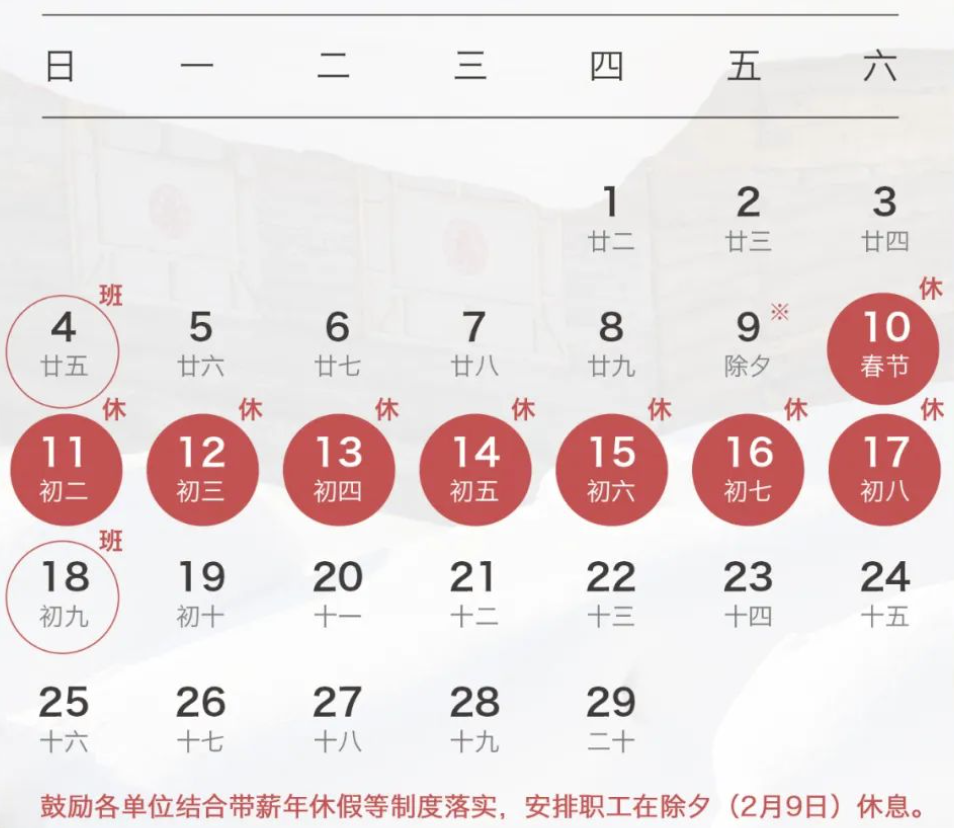 日 一 二 三 四 五 六
1 2 3
廿二 廿三 廿四
班 休
4 5 6 7 8 9 ※ 10
廿五 廿六 廿七 廿八 廿九 除夕 春节
休 休 休 休 休 休 休
11 12 13 14 15 16 17
初二 初三 初四 初五 初六 初七 初八
班
18 19 20 21 22 23 24
初九 初十 十一 十二 十三 十四 十五
25 26 27 28 29
十六 十七 十八 十九 二十
鼓励各单位结合带薪年休假等制度落实，安排职工在除夕（2月9日）休息。